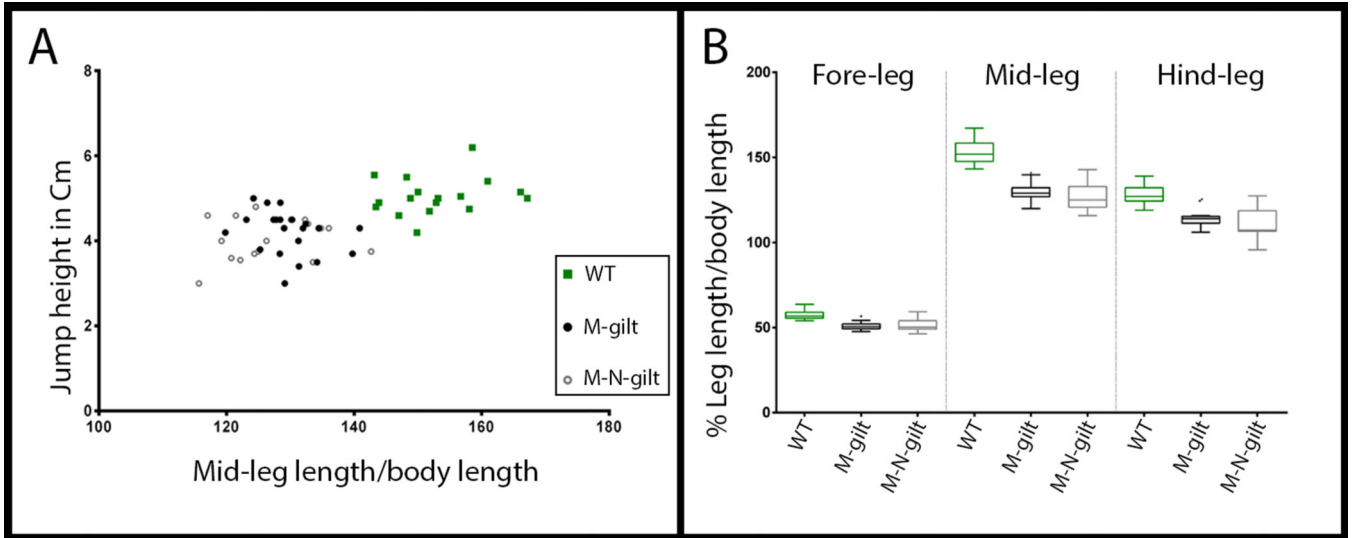 A
Jump height in Cm
8
6
4
2
0
100
120
140
160
180
Mid-leg length/body length
WT
M-gilt
M-N-gilt
B
% Leg length/body length
200
150
100
50
0
Fore-leg
Mid-leg
Hind-leg
WT
M-gilt
M-N-gilt
WT
M-gilt
M-N-gilt
WT
M-gilt
M-N-gilt